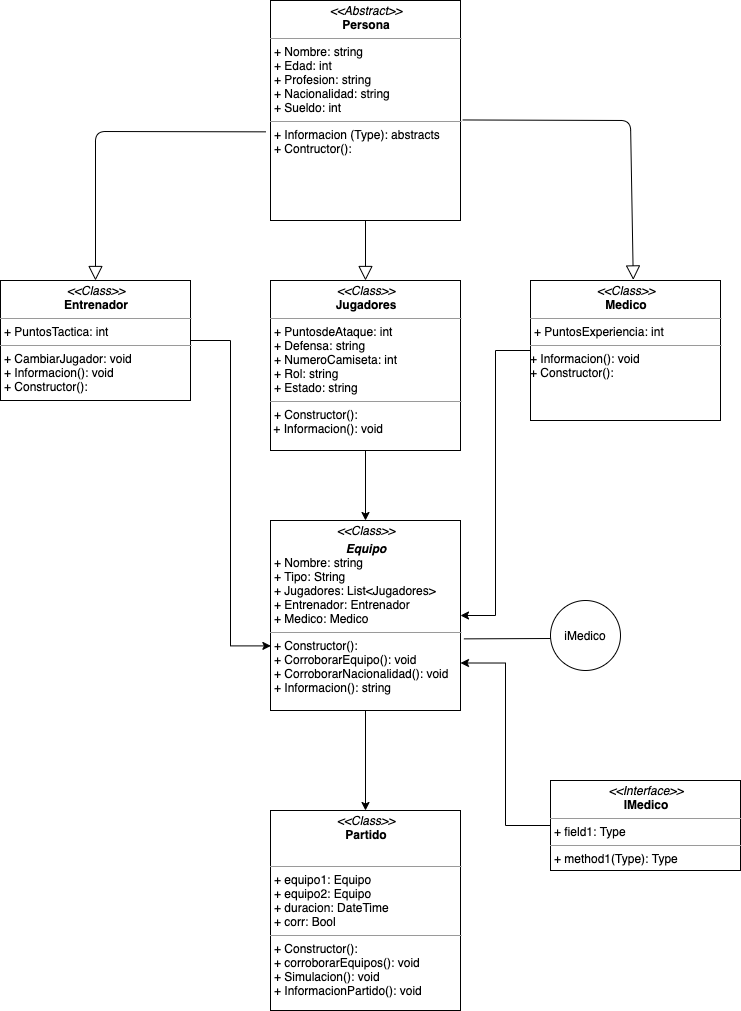 <<Abstract>>
Persona
+ Nombre: string
+ Edad: int
+ Profesion: string
+ Nacionalidad: string
+ Sueldo: int
+ Informacion (Type): abstracts
+ Contructor():
<<Class>>
Entrenador
+ PuntosTactica: int
+ CambiarJugador: void
+ Informacion(): void
+ Constructor():
<<Class>>
Jugadores
+ PuntosdeAtaque: int
+ Defensa: string
+ NumeroCamiseta: int
+ Rol: string
+ Estado: string
+ Constructor():
+ Informacion(): void
<<Class>>
Medico
+ PuntosExperiencia: int
+ Informacion(): void
+ Constructor():
<<Class>>
Equipo
+ Nombre: string
+ Tipo: String
+ Jugadores: List<Jugadores>
+ Entrenador: Entrenador
+ Medico: Medico
+ Constructor():
+ CorroborarEquipo(): void
+ CorroborarNacionalidad(): void
+ Informacion(): string
iMedico
<<Interface>>
IMedico
+ field1: Type
+ method1(Type): Type
<<Class>>
Partido
+ equipo1: Equipo
+ equipo2: Equipo
+ duracion: DateTime
+ corr: Bool
+ Constructor():
+ corroborarEquipos(): void
+ Simulacion(): void
+ InformacionPartido(): void